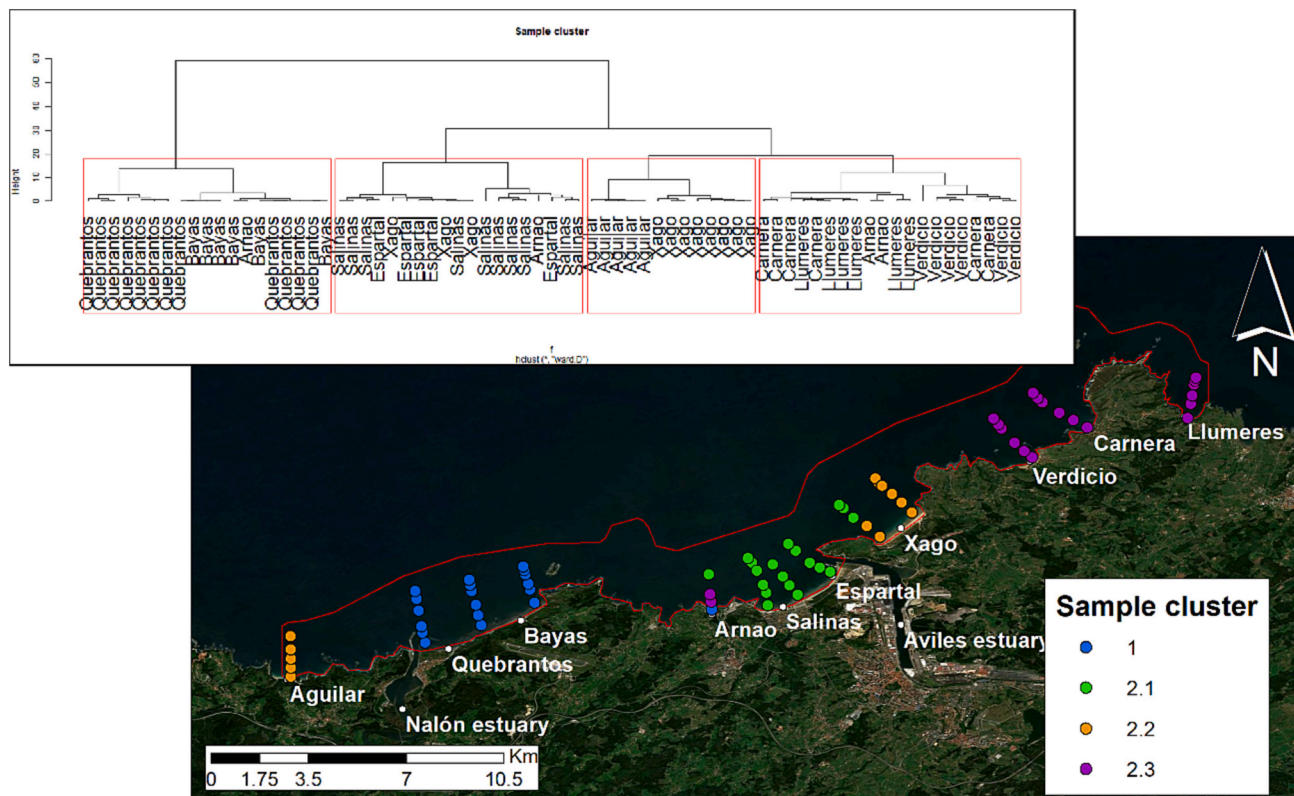 Sample cluster
Height
60
50
40
30
20
10
0
Quebrantos
Quebrantos
Quebrantos
Quebrantos
Quebrantos
Quebrantos
Quebrantos
Quebrantos
Bayas
Bayas
Bayas
Bayas
Arnao
Bayas
Quebrantos
Quebrantos
Quebrantos
Quebrantos
Bayas
Salinas
Salinas
Salinas
Espartal
Xago
Espartal
Espartal
Espartal
Xago
Salinas
Xago
Salinas
Salinas
Salinas
Salinas
Arnao
Espartal
Salinas
Salinas
Aguilar
Aguilar
Aguilar
Aguilar
Aguilar
Xago
Xago
Xago
Xago
Xago
Xago
Xago
Xago
Carnera
Carnera
Carnera
Llumeres
Carnera
Llumeres
Llumeres
Llumeres
Arnao
Arnao
Llumeres
Llumeres
Verdicio
Verdicio
Verdicio
Verdicio
Carnera
Carnera
Verdicio
Verdicio
f
hclust (*, "ward.D")
N
Llumeres
Carnera
Verdicio
Xago
Espartal
Salinas
Arnao
Aviles estuary
Bayas
Quebrantos
Aguilar
Nalón estuary
Km
0 1.75 3.5 7 10.5
Sample cluster
1
2.1
2.2
2.3